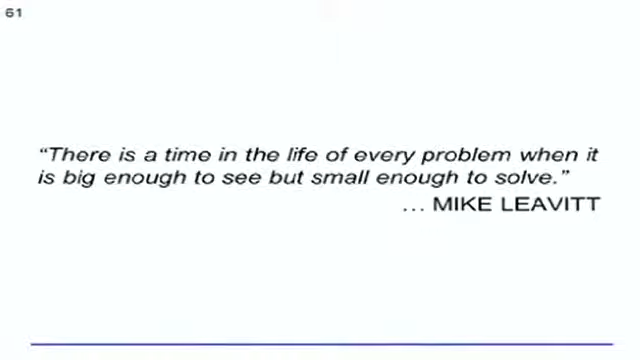 61
“There is a time in the life of every problem when it
is big enough to see but small enough to solve.”
... MIKE LEAVITT